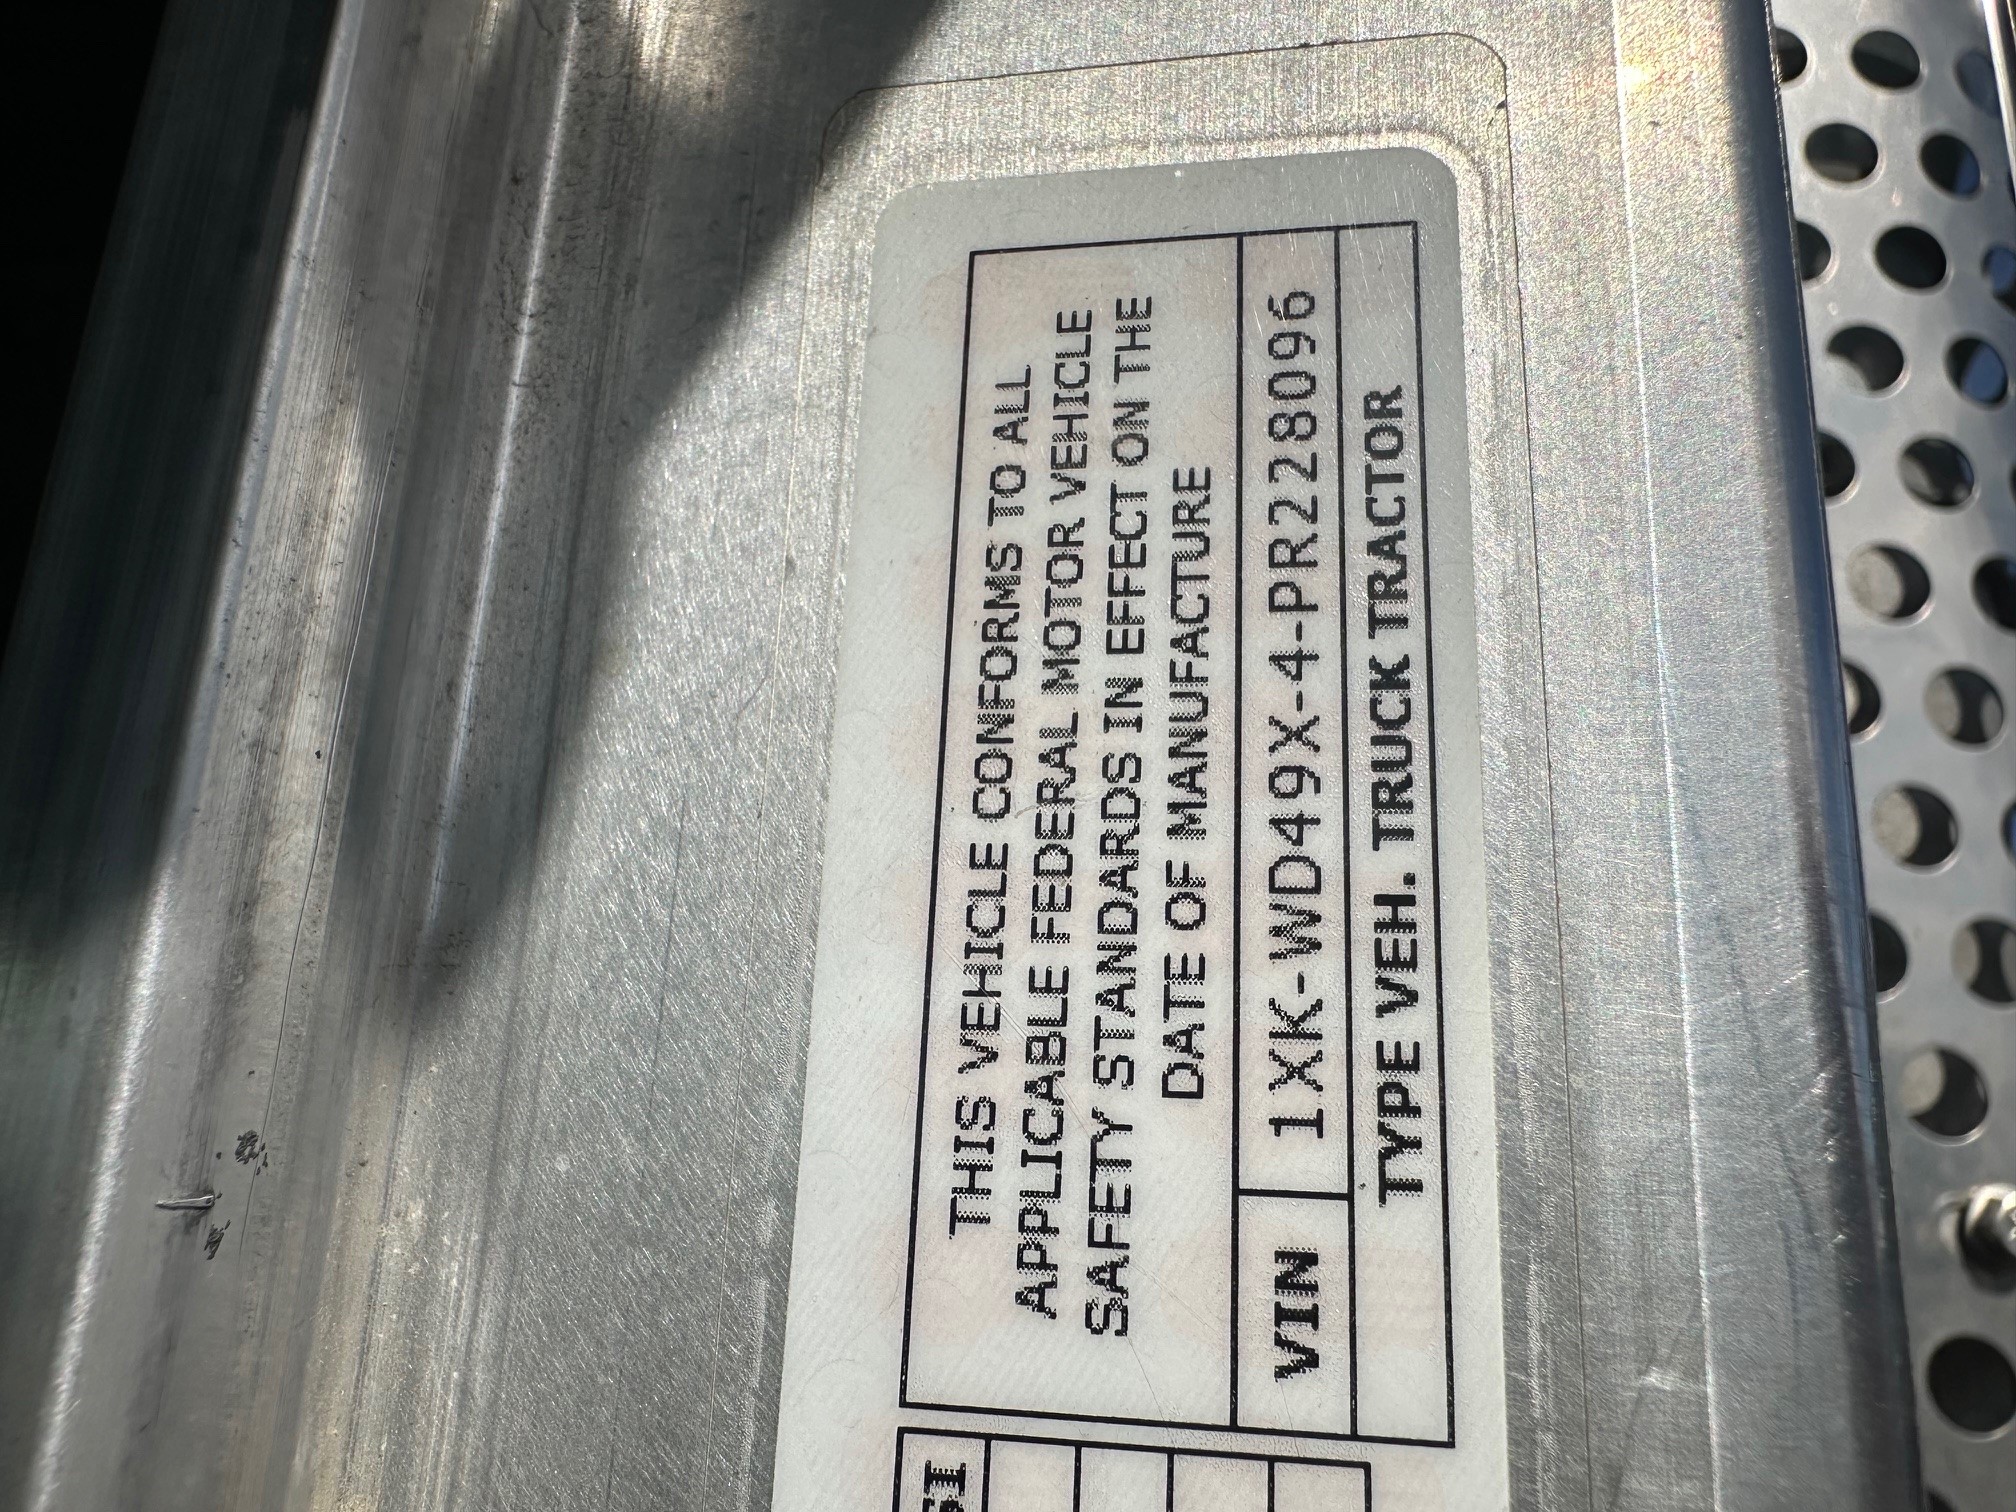 THIS VEHICLE CONFORMS TO ALL
APPLICABLE FEDERAL MOTOR VEHICLE
SAFETY STANDARDS IN EFFECT ON THE
DATE OF MANUFACTURE
VIN 1XK-WD49X-4-PR228096
TYPE VEH. TRUCK TRACTOR